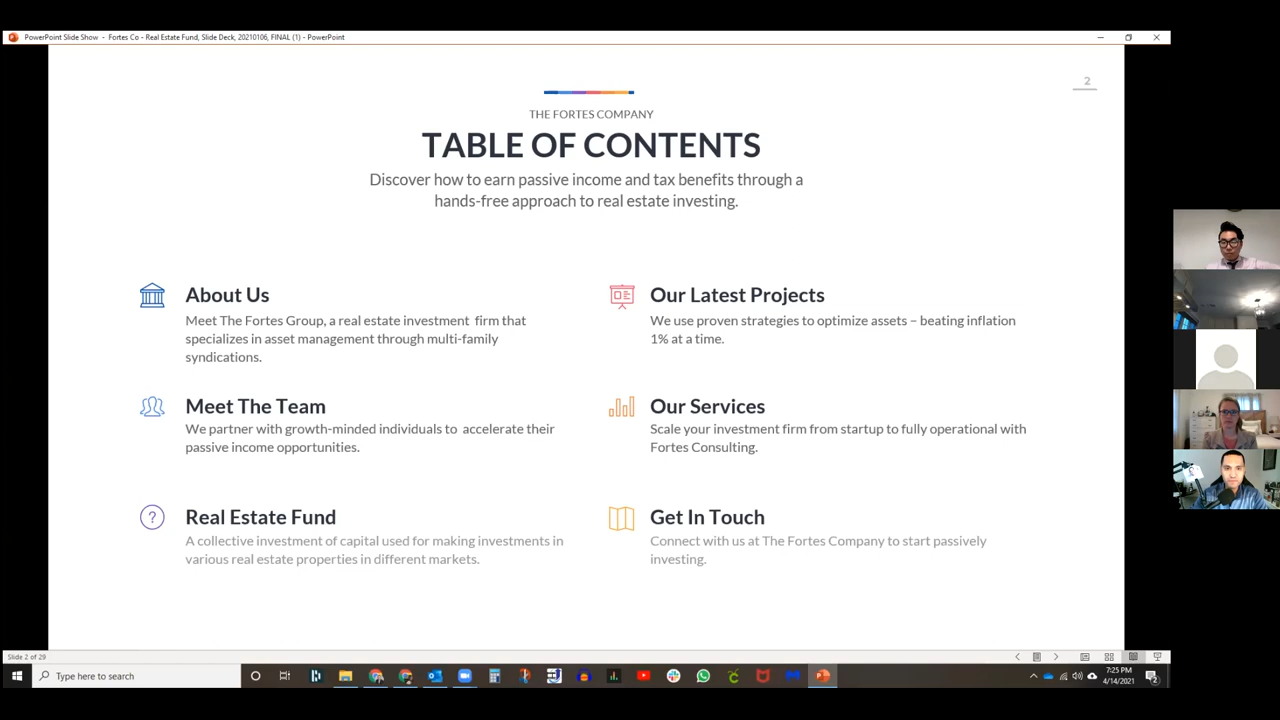 PowerPoint Slide Show - Fortes Co - Real Estate Fund, Slide Deck, 20210106, FINAL (1) - PowerPoint
2
THE FORTES COMPANY
TABLE OF CONTENTS
Discover how to earn passive income and tax benefits through a
hands-free approach to real estate investing.
About Us
Meet The Fortes Group, a real estate investment firm that
specializes in asset management through multi-family
syndications.
Our Latest Projects
We use proven strategies to optimize assets – beating inflation
1% at a time.
Meet The Team
We partner with growth-minded individuals to accelerate their
passive income opportunities.
Our Services
Scale your investment firm from startup to fully operational with
Fortes Consulting.
?
Real Estate Fund
A collective investment of capital used for making investments in
various real estate properties in different markets.
Get In Touch
Connect with us at The Fortes Company to start passively
investing.
Slide 2 of 29
Type here to search
7:25 PM
4/14/2021
2